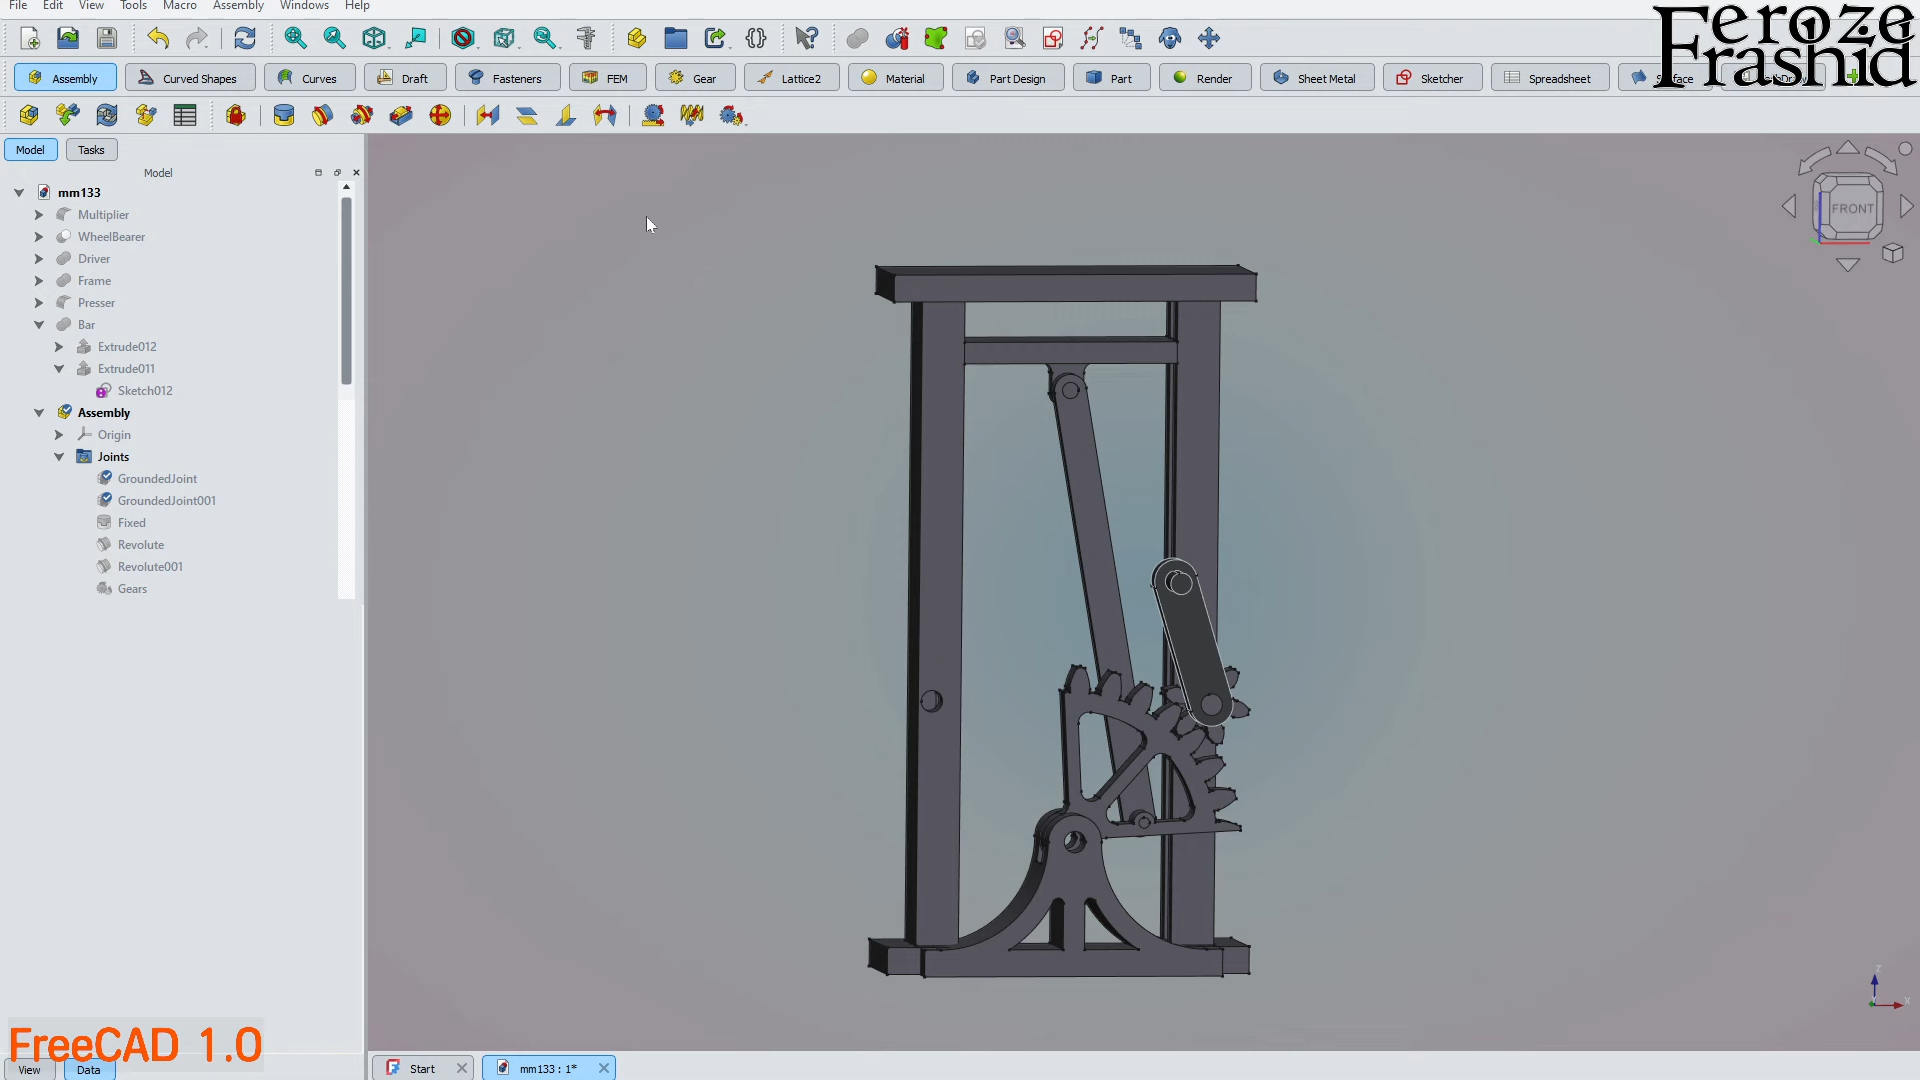 File Edit View Tools Macro Assembly Windows Help
Feroze
Frashid
Assembly Curved Shapes Curves Draft Fasteners FEM Gear Lattice2 Material Part Design Part Render Sheet Metal Sketcher Spreadsheet
Model Tasks
Model
mm133
Multiplier
WheelBearer
Driver
Frame
Presser
Bar
Extrude012
Extrude011
Sketch012
Assembly
Origin
Joints
GroundedJoint
GroundedJoint001
Fixed
Revolute
Revolute001
Gears
FRONT
Z
X
FreeCAD 1.0
View Data
Start mm133 : 1*